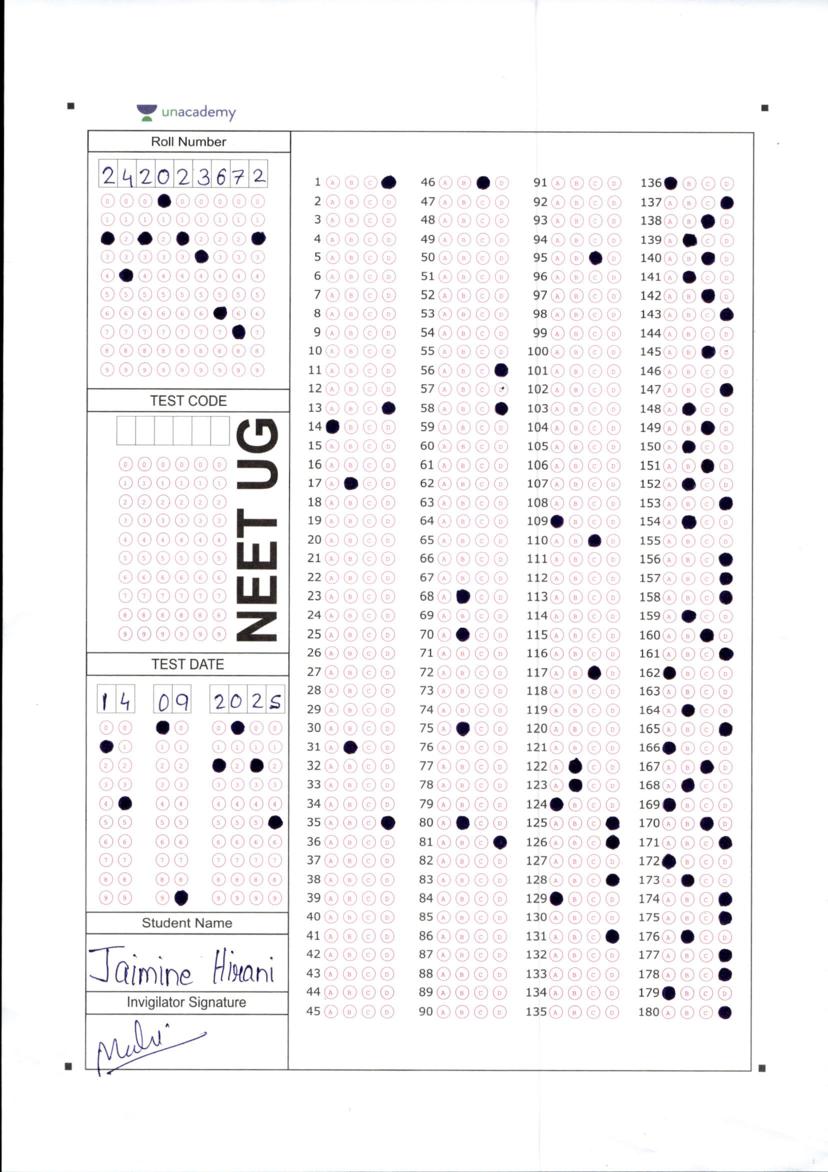 unacademy
Roll Number
2 4 2 0 2 3 6 7 2
TEST CODE
NEET UG
TEST DATE
14 09 2025
Student Name
Jaimine Hirani
Invigilator Signature
1 A B C
2 A B C D
3 A B C D
4 A B C D
5 A B C D
6 A B C D
7 A B C D
8 A B C D
9 A B C D
10 A B C D
11 A B C D
12 A B C D
13 A B C
14 B C D
15 A B C D
16 A B C D
17 A C D
18 A B C D
19 A B C D
20 A B C D
21 A B C D
22 A B C D
23 A B C D
24 A B C D
25 A B C D
26 A B C D
27 A B C D
28 A B C D
29 A B C D
30 A B C D
31 A C D
32 A B C D
33 A B C D
34 A B C D
35 A B C
36 A B C D
37 A B C D
38 A B C D
39 A B C D
40 A B C D
41 A B C D
42 A B C D
43 A B C D
44 A B C D
45 A B C D
46 A B D
47 A B C D
48 A B C D
49 A B C D
50 A B C D
51 A B C D
52 A B C D
53 A B C D
54 A B C D
55 A B C D
56 A B C
57 A B C
58 A B C
59 A B C D
60 A B C D
61 A B C D
62 A B C D
63 A B C D
64 A B C D
65 A B C D
66 A B C D
67 A B C D
68 A C D
69 A B C D
70 A C D
71 A B C D
72 A B C D
73 A B C D
74 A B C D
75 A C D
76 A B C D
77 A B C D
78 A B C D
79 A B C D
80 A C D
81 A B C
82 A B C D
83 A B C D
84 A B C D
85 A B C D
86 A B C D
87 A B C D
88 A B C D
89 A B C D
90 A B C D
91 A B C D
92 A B C D
93 A B C D
94 A B C D
95 A B D
96 A B C D
97 A B C D
98 A B C D
99 A B C D
100 A B C D
101 A B C D
102 A B C D
103 A B C D
104 A B C D
105 A B C D
106 A B C D
107 A B C D
108 A B C D
109 B C D
110 A B D
111 A B C D
112 A B C D
113 A B C D
114 A B C D
115 A B C D
116 A B C D
117 A B D
118 A B C D
119 A B C D
120 A B C D
121 A B C D
122 A C D
123 A C D
124 B C D
125 A B C
126 A B C
127 A B C D
128 A B C
129 B C D
130 A B C D
131 A B C
132 A B C D
133 A B C D
134 A B C D
135 A B C D
136 B C D
137 A B C
138 A B D
139 A C D
140 A B D
141 A C D
142 A B D
143 A B C
144 A B C D
145 A B D
146 A B C D
147 A B C
148 A C D
149 A B D
150 A C D
151 A B D
152 A C D
153 A B C
154 A C D
155 A B C D
156 A B C
157 A B C
158 A B C
159 A C D
160 A B D
161 A B C
162 B C D
163 A B C D
164 A C D
165 A B C
166 B C D
167 A B D
168 A C D
169 B C D
170 A B D
171 A B C
172 B C D
173 A C D
174 A B C
175 A B C
176 A C D
177 A B C
178 A B C
179 B C D
180 A B C